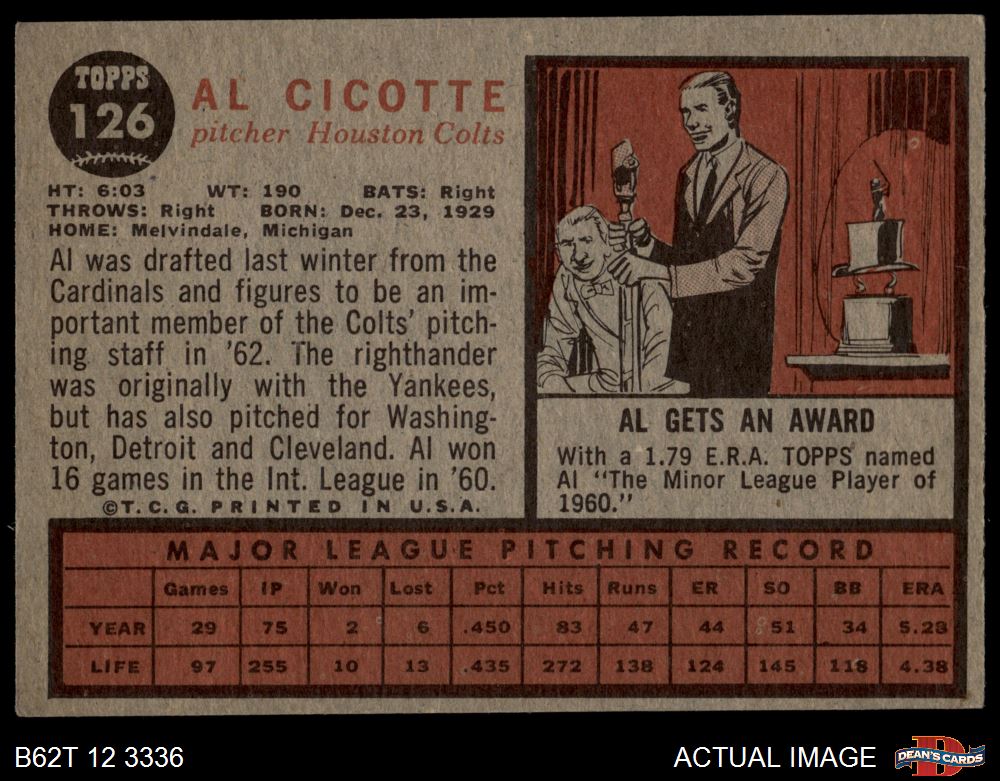 TOPPS
126
AL CICOTTE
pitcher Houston Colts
HT: 6:03 WT: 190 BATS: Right
THROWS: Right BORN: Dec. 23, 1929
HOME: Melvindale, Michigan
Al was drafted last winter from the
Cardinals and figures to be an im-
portant member of the Colts' pitch-
ing staff in '62. The righthander
was originally with the Yankees,
but has also pitched for Washing-
ton, Detroit and Cleveland. Al won
16 games in the Int. League in '60.
©T.C.G. PRINTED IN U.S.A.
AL GETS AN AWARD
With a 1.79 E.R.A. TOPPS named
Al "The Minor League Player of
1960."
MAJOR LEAGUE PITCHING RECORD
Games IP Won Lost Pct Hits Runs ER SO BB ERA
YEAR 29 75 2 6 .450 83 47 44 51 34 5.28
LIFE 97 255 10 13 .435 272 138 124 145 118 4.38
B62T 12 3336
ACTUAL IMAGE
DEAN'S CARDS